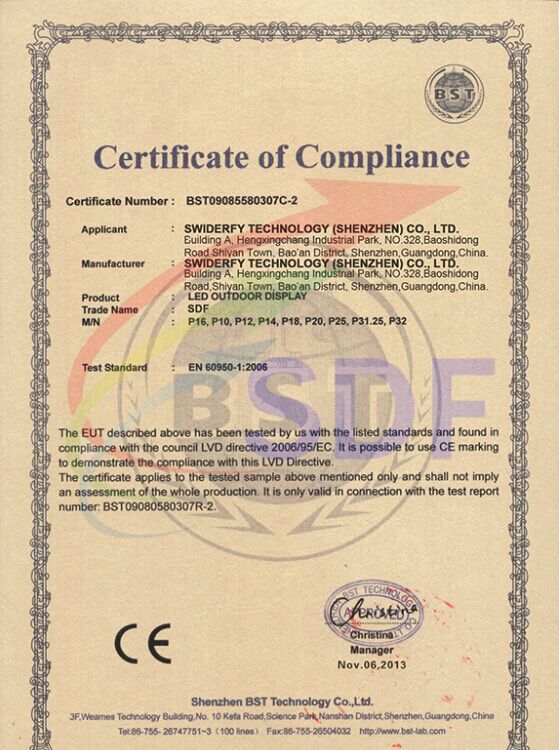 BST
Certificate of Compliance
Certificate Number : BST09085580307C-2
Applicant : SWIDERFY TECHNOLOGY (SHENZHEN) CO., LTD.
Euilding A, Hengxingchang Industrial Park, NO.328,Baoshidong
Road,Shiyan Town, Bao'an District, Shenzhen,Guangdong,China.
Manufacturer : SWIDERFY TECHNOLOGY (SHENZHEN) CO., LTD.
Euilding A, Hengxingchang Industrial Park, NO.328,Baoshidong
Road,Shiyan Town, Bao'an District, Shenzhen,Guangdong,China.
Product : LED OUTDOOR DISPLAY
Trade Name : SDF
M/N : P16, P10, P12, P14, P18, P20, P25, P31.25, P32
Test Standard : EN 60950-1:2006
BST
SDF
The EUT described above has been tested by us with the listed standards and found in
compliance with the council LVD directive 2006/95/EC. It is possible to use CE marking
to demonstrate the compliance with this LVD Directive.
The certificate applies to the tested sample above mentioned only and shall not imply
an assessment of the whole production. It is only valid in connection with the test report
number: BST09080580307R-2.
BST TECHNOLOGY
APPROVED
Christina
Christina
Manager
Nov.06,2013
CE
Shenzhen BST Technology Co.,Ltd.
3F,Weames Technology Building,No. 10 Kefa Road,Science Park,Nanshan District,Shenzhen,Guangdong,China
Tel:86-755- 26747751~3 (100 lines) Fax:86-755-26504032 http://www.bst-lab.com